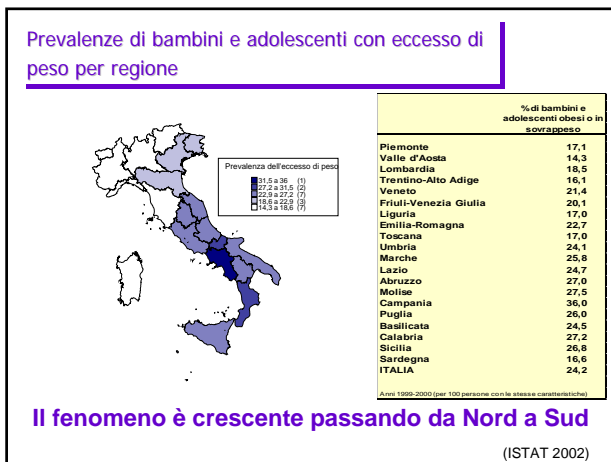 Prevalenze di bambini e adolescenti con eccesso di
peso per regione
Prevalenza dell'eccesso di peso
31,5 a 36 (1)
27,2 a 31,5 (2)
22,9 a 27,2 (7)
18,6 a 22,9 (3)
14,3 a 18,6 (7)
% di bambini e
adolescenti obesi o in
sovrappeso
Piemonte 17,1
Valle d'Aosta 14,3
Lombardia 18,5
Trentino-Alto Adige 16,1
Veneto 21,4
Friuli-Venezia Giulia 20,1
Liguria 17,0
Emilia-Romagna 22,7
Toscana 17,0
Umbria 24,1
Marche 25,8
Lazio 24,7
Abruzzo 27,0
Molise 27,5
Campania 36,0
Puglia 26,0
Basilicata 24,5
Calabria 27,2
Sicilia 26,8
Sardegna 16,6
ITALIA 24,2
Anni 1999-2000 (per 100 persone con le stesse caratteristiche)
Il fenomeno è crescente passando da Nord a Sud
(ISTAT 2002)